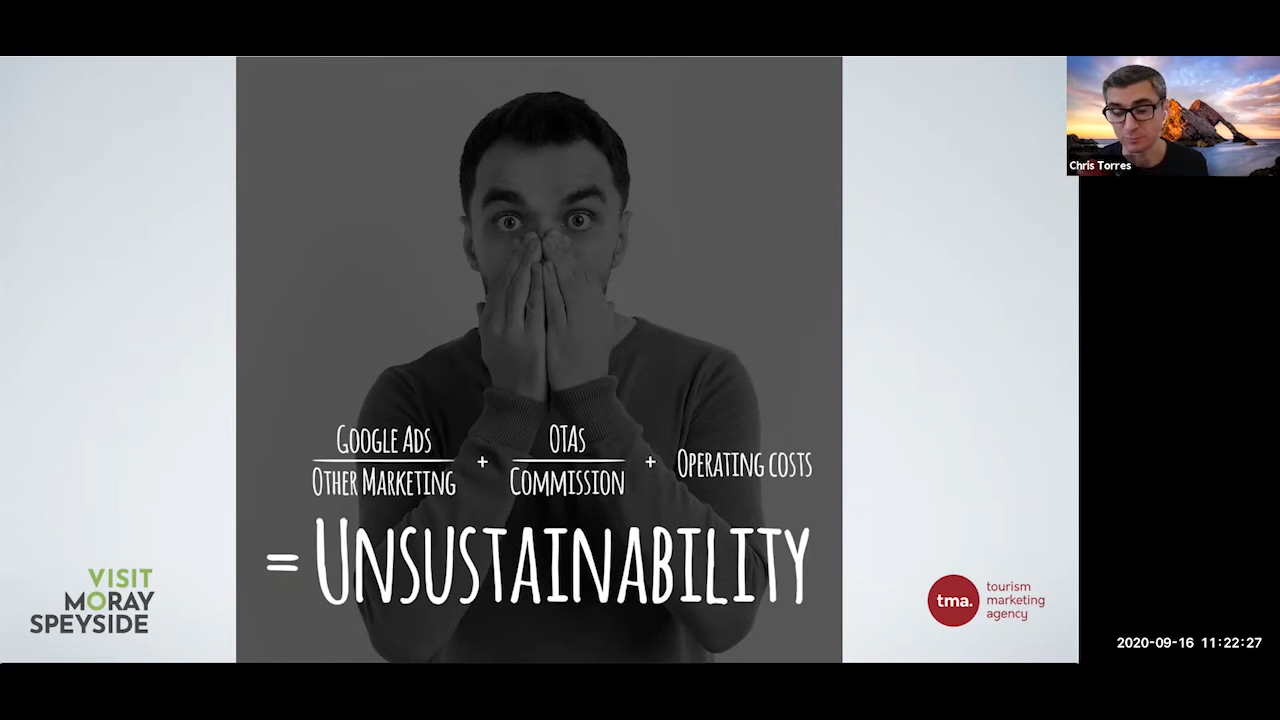 Chris Torres
Google Ads
Other Marketing
+
OTAs
Commission
+
Operating costs
= Unsustainability
VISIT
MORAY
SPEYSIDE
tma.
tourism
marketing
agency
2020-09-16 11:22:27